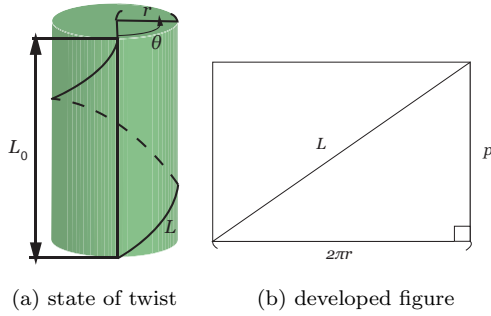 r
θ
L₀
L
L
p
2πr
(a) state of twist
(b) developed figure